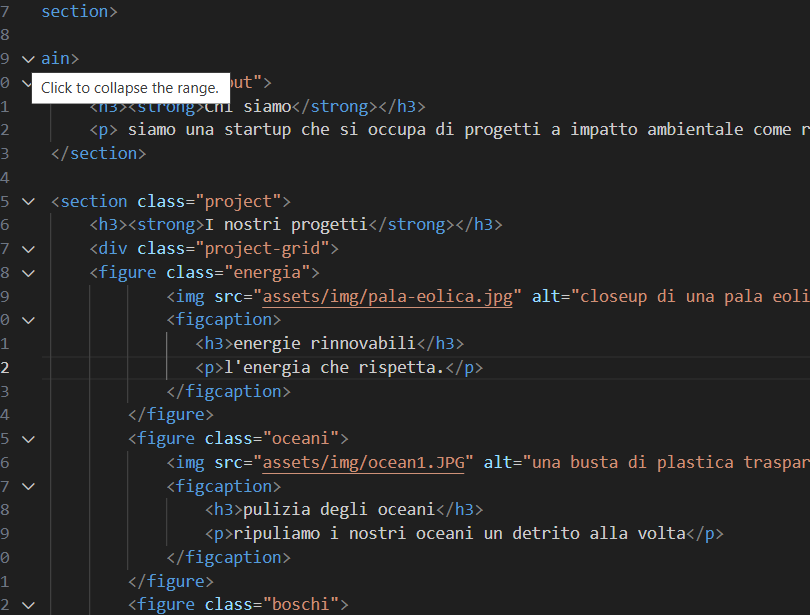 7 section>
8
9 ain>
0 out">
Click to collapse the range.
1 <h3><strong>Chi siamo</strong></h3>
2 <p> siamo una startup che si occupa di progetti a impatto ambientale come r
3 </section>
4
5 <section class="project">
6 <h3><strong>I nostri progetti</strong></h3>
7 <div class="project-grid">
8 <figure class="energia">
9 <img src="assets/img/pala-eolica.jpg" alt="closeup di una pala eoli
0 <figcaption>
1 <h3>energie rinnovabili</h3>
2 <p>l'energia che rispetta.</p>
3 </figcaption>
4 </figure>
5 <figure class="oceani">
6 <img src="assets/img/ocean1.JPG" alt="una busta di plastica traspar
7 <figcaption>
8 <h3>pulizia degli oceani</h3>
9 <p>ripuliamo i nostri oceani un detrito alla volta</p>
0 </figcaption>
1 </figure>
2 <figure class="boschi">